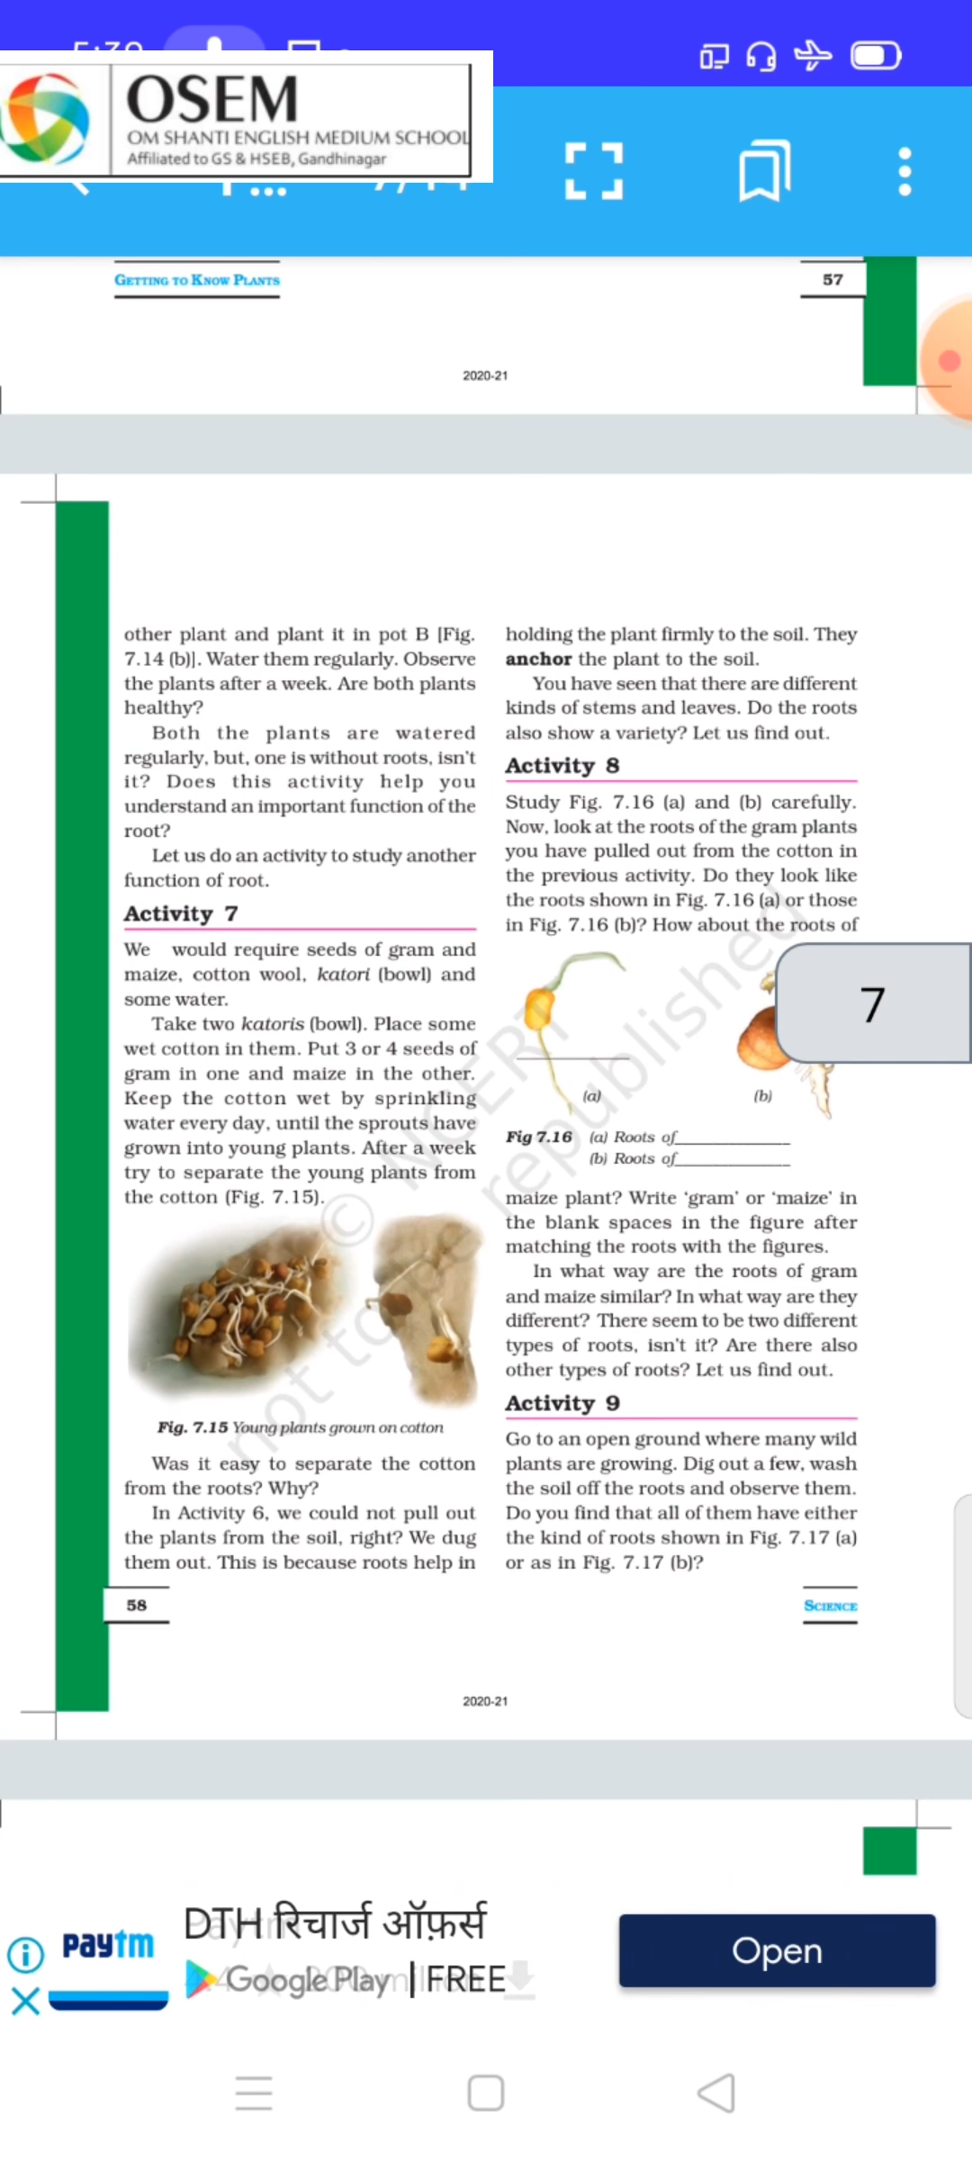 OSEM
OM SHANTI ENGLISH MEDIUM SCHOOL
Affiliated to GS & HSEB, Gandhinagar
GETTING TO KNOW PLANTS
57
2020-21
other plant and plant it in pot B [Fig.
7.14 (b)]. Water them regularly. Observe
the plants after a week. Are both plants
healthy?
Both the plants are watered
regularly, but, one is without roots, isn't
it? Does this activity help you
understand an important function of the
root?
Let us do an activity to study another
function of root.
Activity 7
We would require seeds of gram and
maize, cotton wool, katori (bowl) and
some water.
Take two katoris (bowl). Place some
wet cotton in them. Put 3 or 4 seeds of
gram in one and maize in the other.
Keep the cotton wet by sprinkling
water every day, until the sprouts have
grown into young plants. After a week
try to separate the young plants from
the cotton (Fig. 7.15).
Fig. 7.15 Young plants grown on cotton
Was it easy to separate the cotton
from the roots? Why?
In Activity 6, we could not pull out
the plants from the soil, right? We dug
them out. This is because roots help in
holding the plant firmly to the soil. They
anchor the plant to the soil.
You have seen that there are different
kinds of stems and leaves. Do the roots
also show a variety? Let us find out.
Activity 8
Study Fig. 7.16 (a) and (b) carefully.
Now, look at the roots of the gram plants
you have pulled out from the cotton in
the previous activity. Do they look like
the roots shown in Fig. 7.16 (a) or those
in Fig. 7.16 (b)? How about the roots of
7
(a)
(b)
Fig 7.16 (a) Roots of
(b) Roots of
maize plant? Write 'gram' or 'maize' in
the blank spaces in the figure after
matching the roots with the figures.
In what way are the roots of gram
and maize similar? In what way are they
different? There seem to be two different
types of roots, isn't it? Are there also
other types of roots? Let us find out.
Activity 9
Go to an open ground where many wild
plants are growing. Dig out a few, wash
the soil off the roots and observe them.
Do you find that all of them have either
the kind of roots shown in Fig. 7.17 (a)
or as in Fig. 7.17 (b)?
© NCERT
not to republished
58
SCIENCE
2020-21
paytm
DTH रिचार्ज ऑफ़र्स
Google Play | FREE
Open